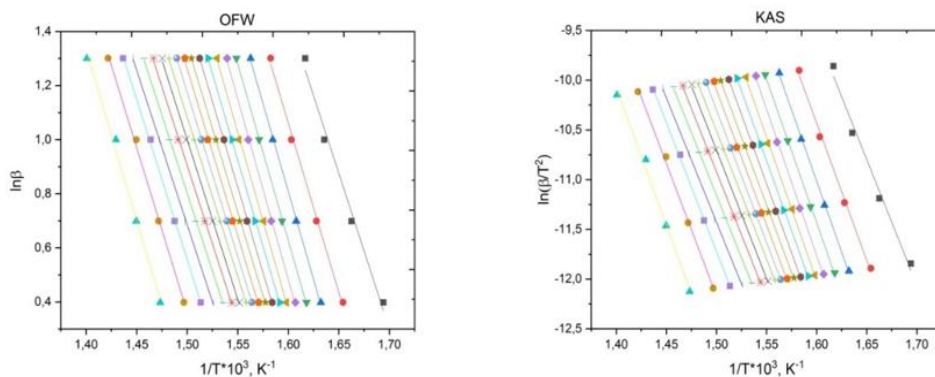 OFW
1,4
1,2
1,0
0,8
0,6
0,4
lnβ
1,40 1,45 1,50 1,55 1,60 1,65 1,70
1/T*10³, K⁻¹
KAS
-9,5
-10,0
-10,5
-11,0
-11,5
-12,0
-12,5
ln(β/T²)
1,40 1,45 1,50 1,55 1,60 1,65 1,70
1/T*10³, K⁻¹